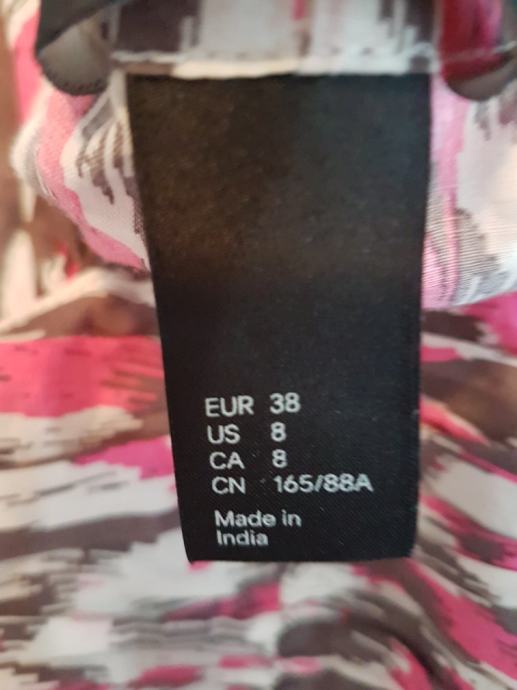 EUR 38
US 8
CA 8
CN 165/88A
Made in
India